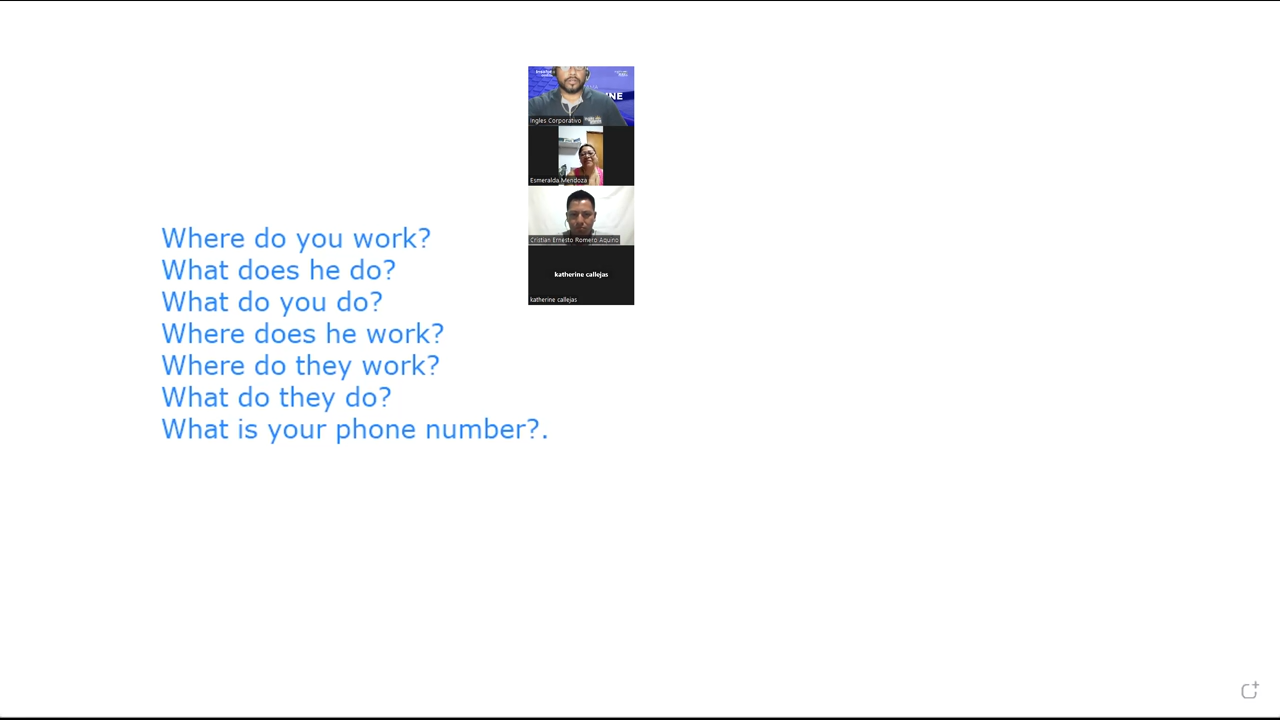 Ingles Corporativo
Esmeralda Mendoza
Cristian Ernesto Romero Aquino
katherine callejas
katherine callejas
Where do you work?
What does he do?
What do you do?
Where does he work?
Where do they work?
What do they do?
What is your phone number?.